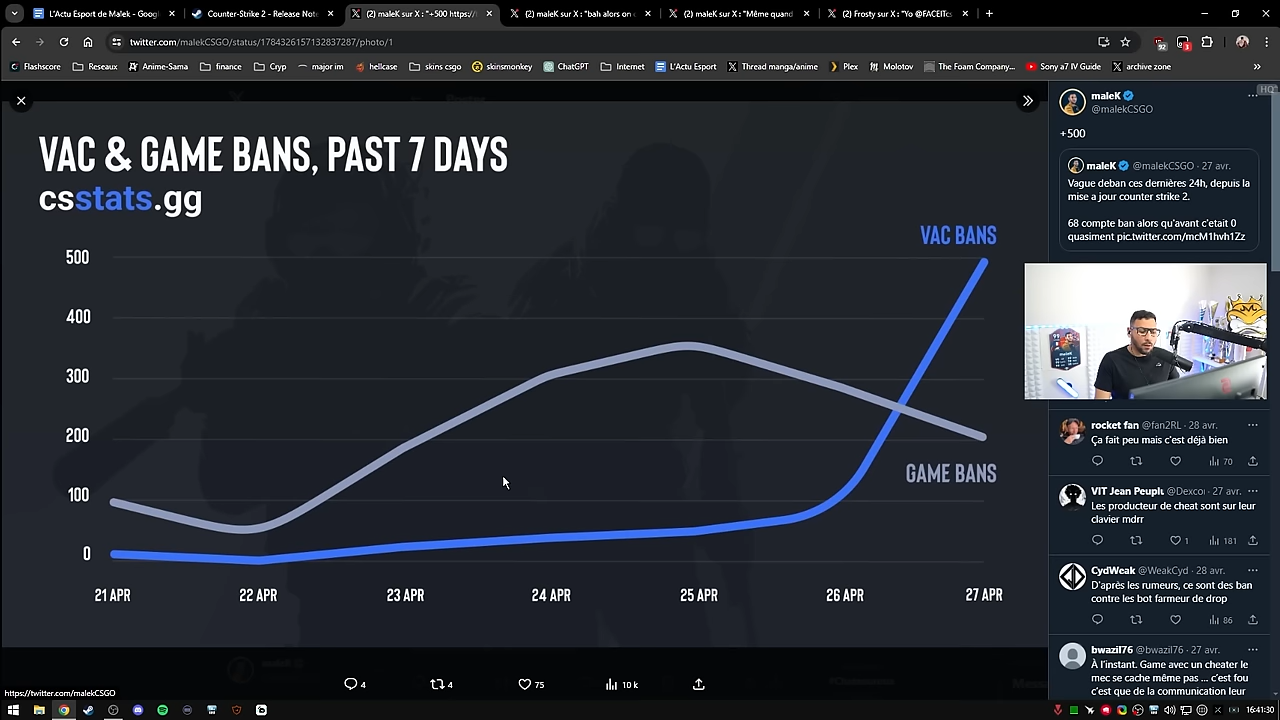 L'Actu Esport de Malek - Googl
Counter-Strike 2 - Release Note
(2) maleK sur X : "+500 https://t
(2) maleK sur X : "bah alors on
(2) maleK sur X : "Même quand
(2) Frosty sur X : "Yo @FACEITcs
twitter.com/malekCSGO/status/1784326157132837287/photo/1
92
3
Flashscore
Reseaux
Anime-Sama
finance
Cryp
major im
hellcase
skins csgo
skinsmonkey
ChatGPT
Internet
L'Actu Esport
Thread manga/anime
Plex
Molotov
The Foam Company...
Sony a7 IV Guide
archive zone
VAC & GAME BANS, PAST 7 DAYS
csstats.gg
VAC BANS
500
400
300
200
100
0
GAME BANS
21 APR
22 APR
23 APR
24 APR
25 APR
26 APR
27 APR
4
4
75
10 k
https://twitter.com/malekCSGO
HQ
maleK
@malekCSGO
+500
maleK @malekCSGO · 27 avr.
Vague deban ces dernières 24h, depuis la
mise a jour counter strike 2.
68 compte ban alors qu'avant c'etait 0
quasiment pic.twitter.com/mcM1hvh1Zz
rocket fan @fan2RL · 28 avr.
Ça fait peu mais c'est déjà bien
70
VIT Jean Peuplu @Dexcoi · 27 avr.
Les producteur de cheat sont sur leur
clavier mdrr
1
181
CydWeak @WeakCyd · 28 avr.
D'après les rumeurs, ce sont des ban
contre les bot farmeur de drop
86
bwazil76 @bwazil76 · 27 avr.
À l'instant. Game avec un cheater le
mec se cache même pas ... c'est fou
c'est que de la communication leur
16:41:30